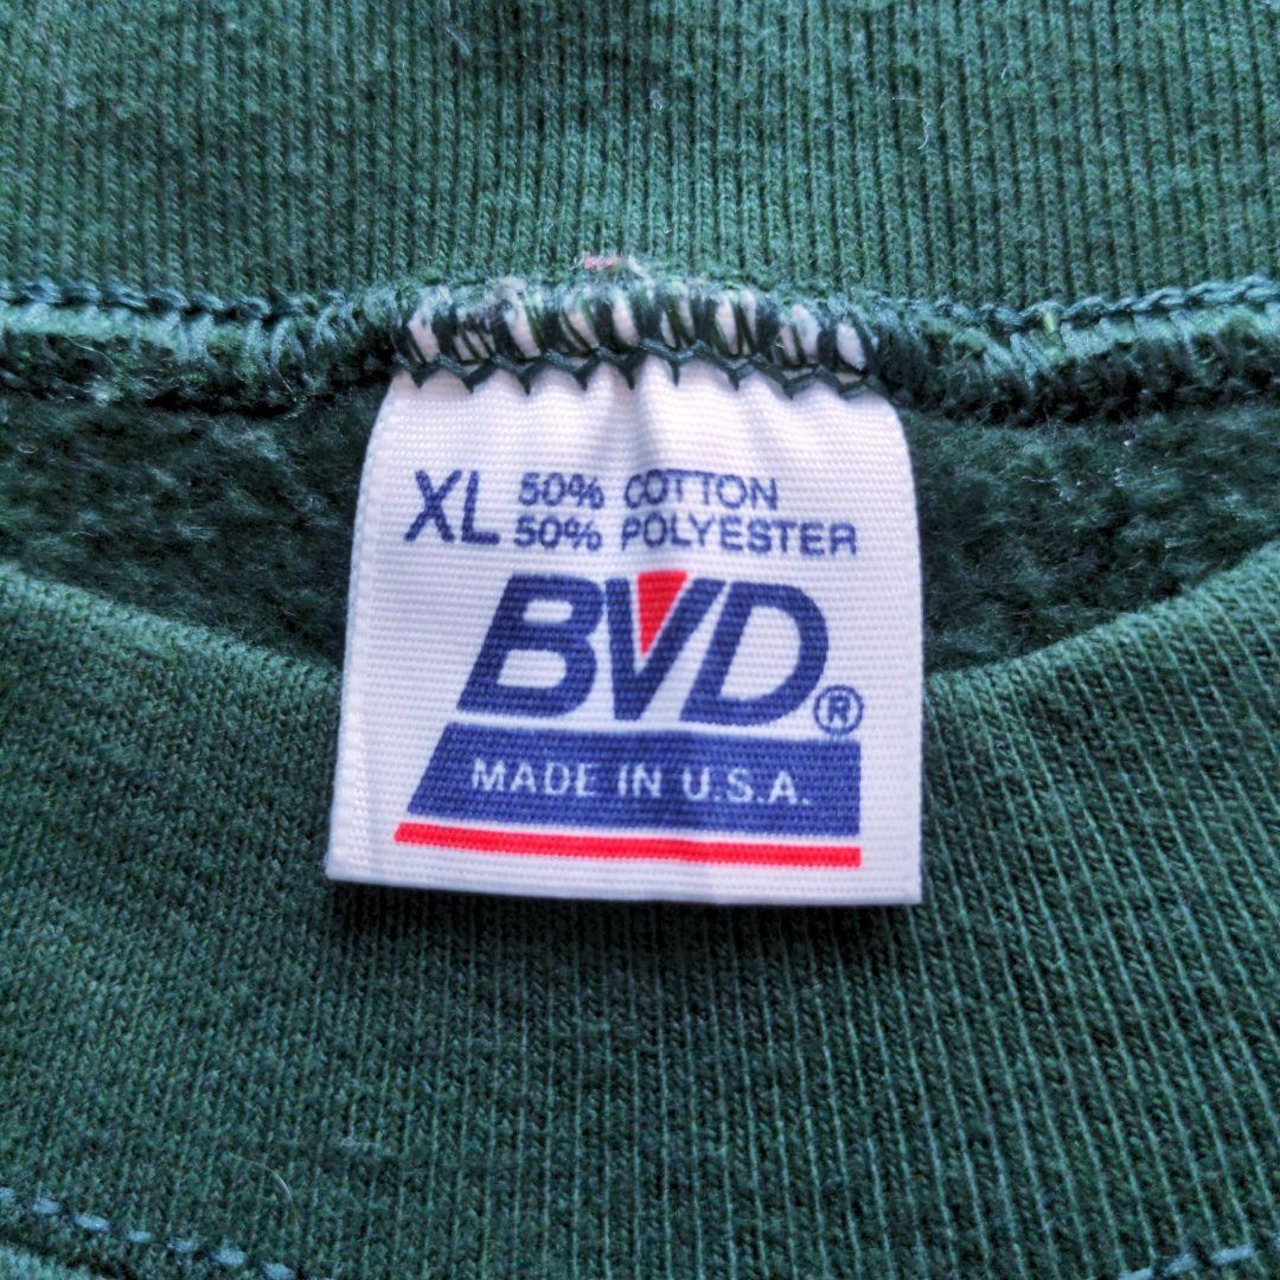 XL 50% COTTON
50% POLYESTER
BVD®
MADE IN U.S.A.